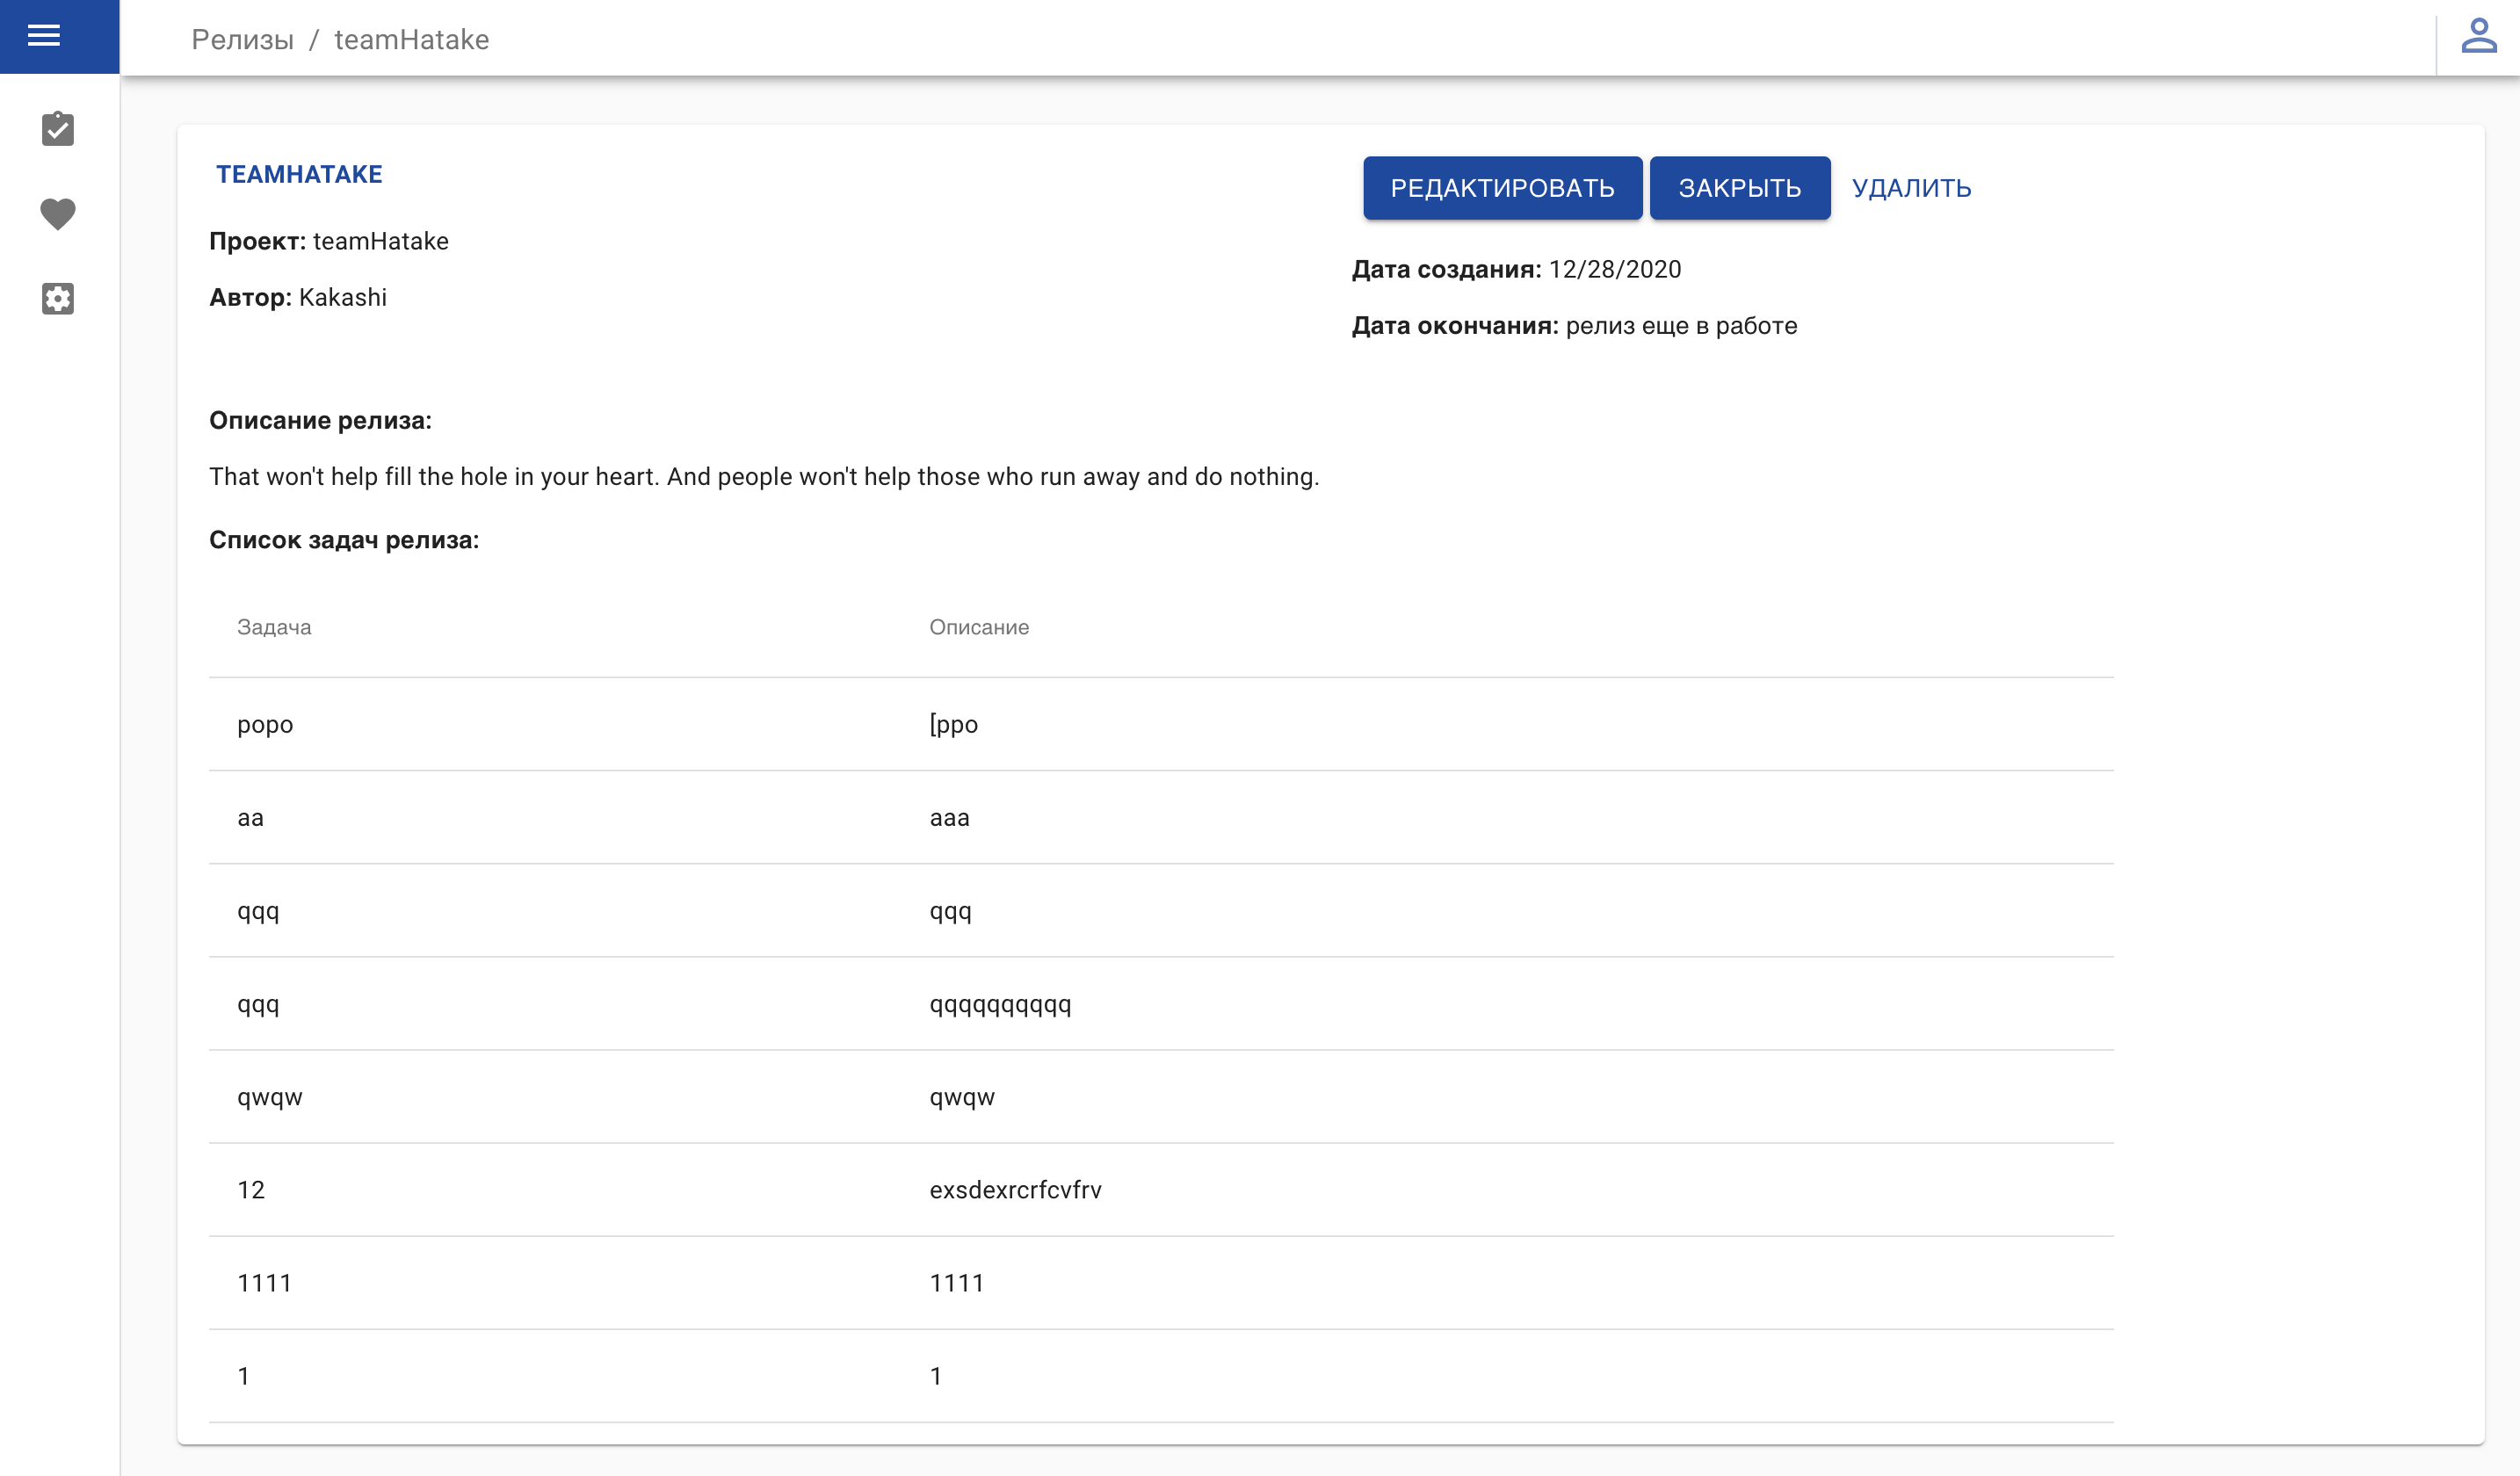 Релизы / teamHatake
TEAMHATAKE
РЕДАКТИРОВАТЬ ЗАКРЫТЬ УДАЛИТЬ
Проект: teamHatake
Автор: Kakashi
Дата создания: 12/28/2020
Дата окончания: релиз еще в работе
Описание релиза:
That won't help fill the hole in your heart. And people won't help those who run away and do nothing.
Список задач релиза:
Задача Описание
popo [ppo
aa aaa
qqq qqq
qqq qqqqqqqqqq
qwqw qwqw
12 exsdexrcrfcvfrv
1111 1111
1 1